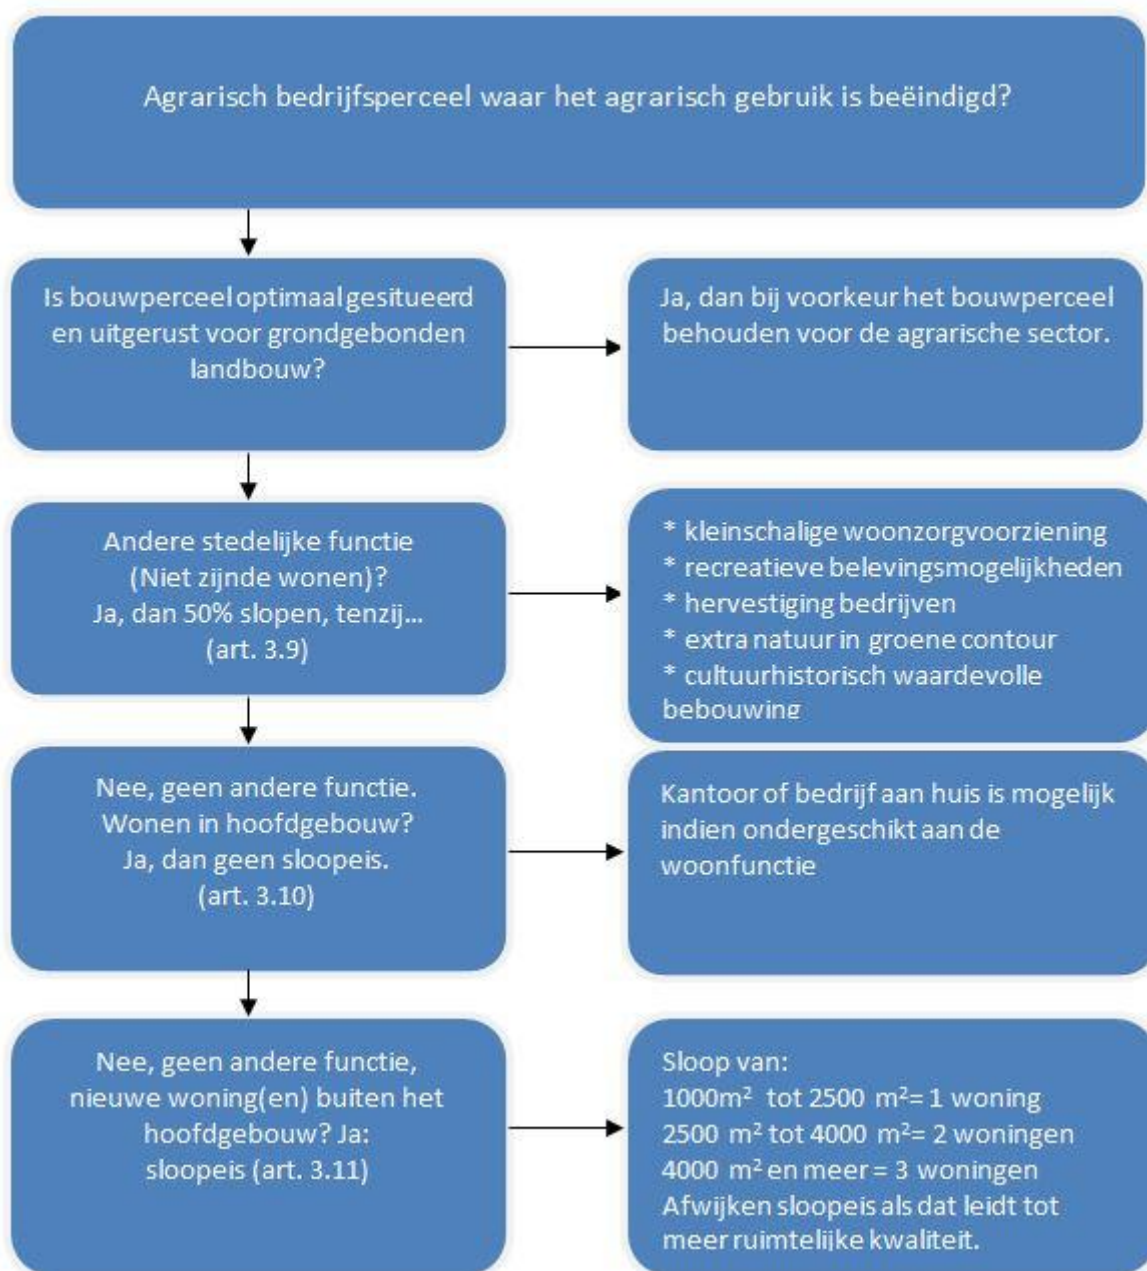 Agrarisch bedrijfsperceel waar het agrarisch gebruik is beëindigd?
Is bouwperceel optimaal gesitueerd
en uitgerust voor grondgebonden
landbouw?
Ja, dan bij voorkeur het bouwperceel
behouden voor de agrarische sector.
Andere stedelijke functie
(Niet zijnde wonen)?
Ja, dan 50% slopen, tenzij...
(art. 3.9)
* kleinschalige woonzorgvoorziening
* recreatieve belevingsmogelijkheden
* hervestiging bedrijven
* extra natuur in groene contour
* cultuurhistorisch waardevolle
bebouwing
Nee, geen andere functie.
Wonen in hoofdgebouw?
Ja, dan geen sloopeis.
(art. 3.10)
Kantoor of bedrijf aan huis is mogelijk
indien ondergeschikt aan de
woonfunctie
Nee, geen andere functie,
nieuwe woning(en) buiten het
hoofdgebouw? Ja:
sloopeis (art. 3.11)
Sloop van:
1000m² tot 2500 m²= 1 woning
2500 m² tot 4000 m²= 2 woningen
4000 m² en meer = 3 woningen
Afwijken sloopeis als dat leidt tot
meer ruimtelijke kwaliteit.